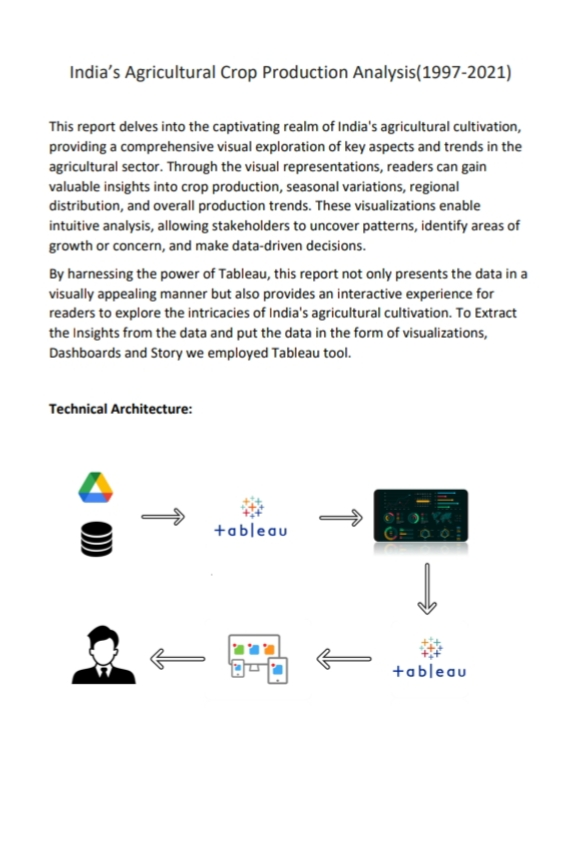 India’s Agricultural Crop Production Analysis(1997-2021)
This report delves into the captivating realm of India's agricultural cultivation,
providing a comprehensive visual exploration of key aspects and trends in the
agricultural sector. Through the visual representations, readers can gain
valuable insights into crop production, seasonal variations, regional
distribution, and overall production trends. These visualizations enable
intuitive analysis, allowing stakeholders to uncover patterns, identify areas of
growth or concern, and make data-driven decisions.
By harnessing the power of Tableau, this report not only presents the data in a
visually appealing manner but also provides an interactive experience for
readers to explore the intricacies of India's agricultural cultivation. To Extract
the Insights from the data and put the data in the form of visualizations,
Dashboards and Story we employed Tableau tool.
Technical Architecture:
+ableau
+ableau